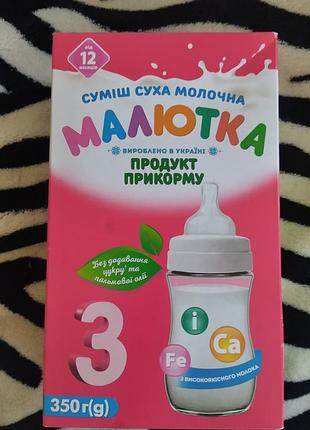 від
12
місяців
СУМІШ СУХА МОЛОЧНА
МАЛЮТКА
ВИРОБЛЕНО В УКРАЇНІ
ПРОДУКТ
ПРИКОРМУ
Без додавання
цукру та
пальмової олії
i
Ca
Fe
З ВИСОКОЯКІСНОГО МОЛОКА
3
350 г(g)